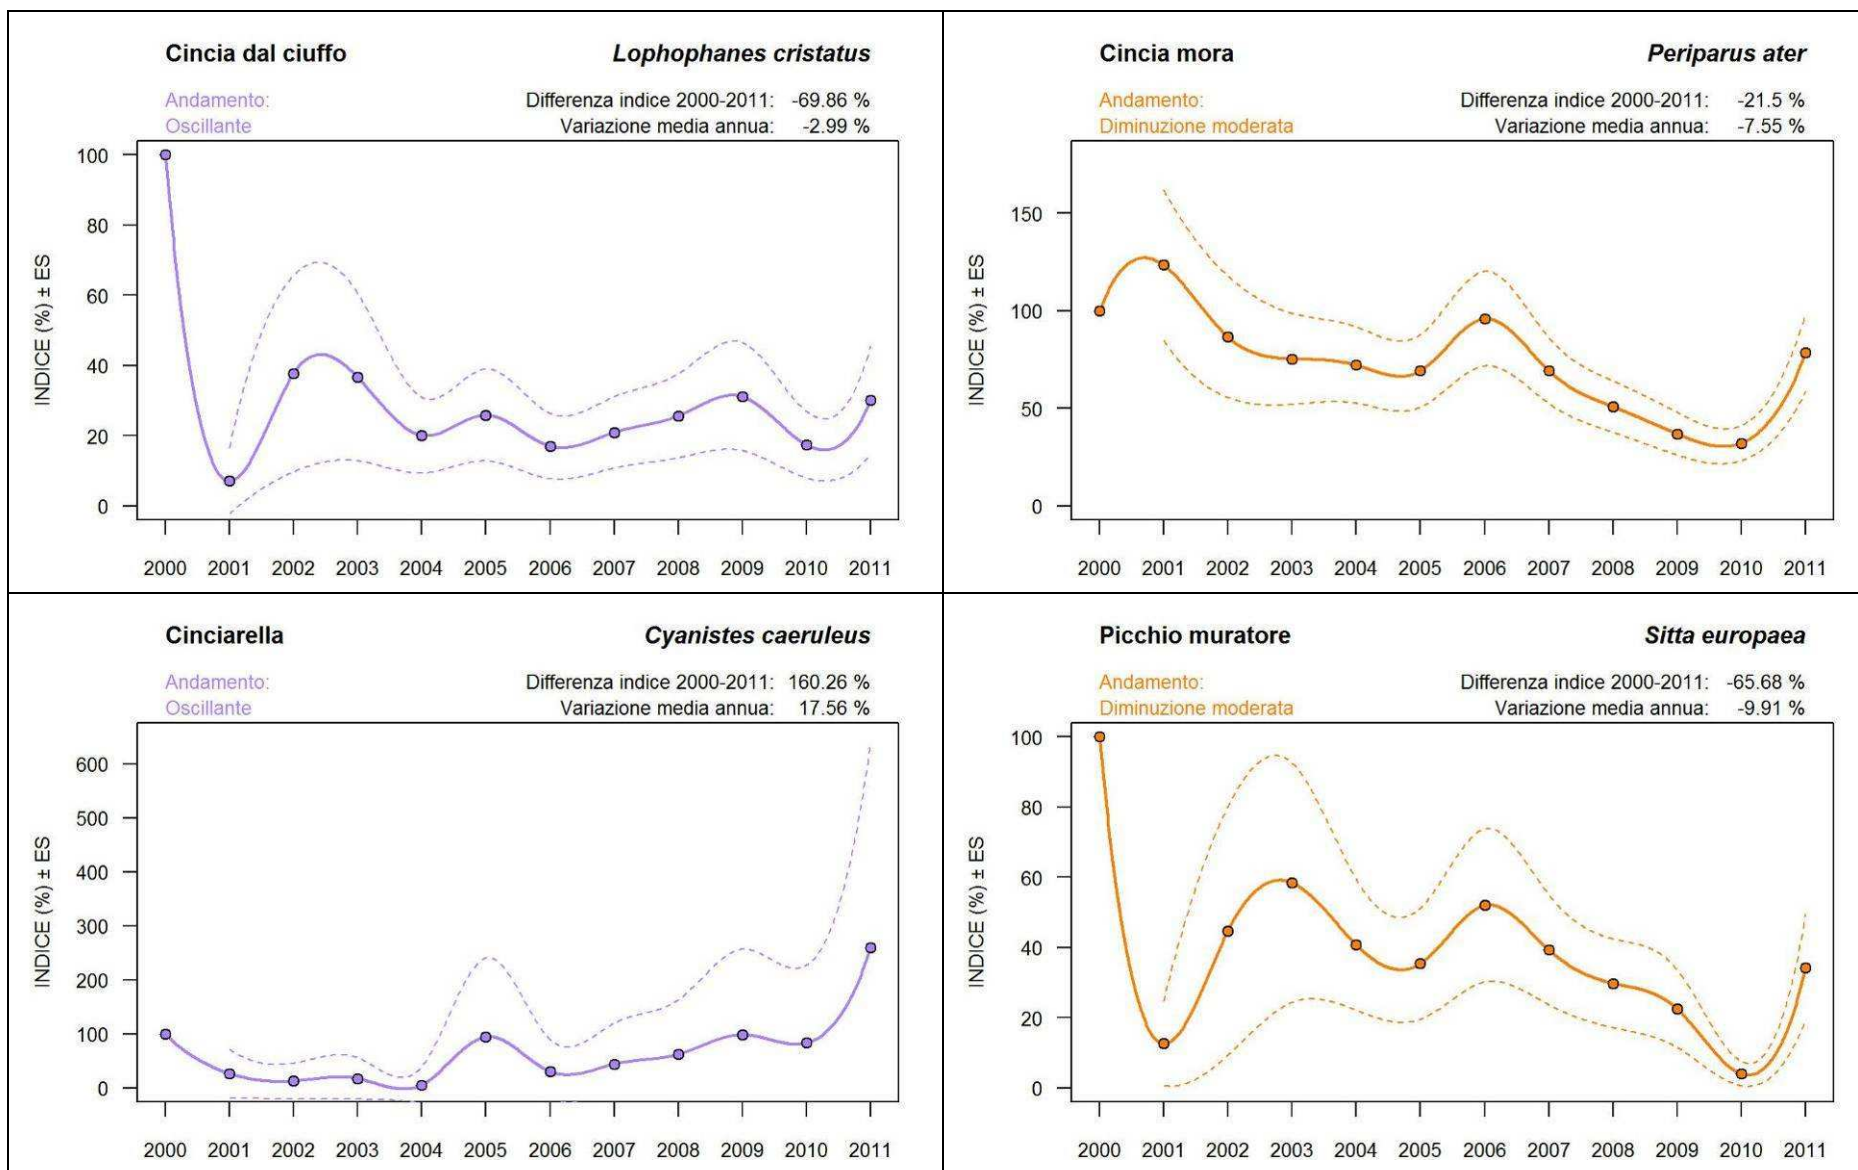 Cincia dal ciuffo Lophophanes cristatus
Andamento: Differenza indice 2000-2011: -69.86 %
Oscillante Variazione media annua: -2.99 %
100
80
60
40
20
0
INDICE (%) ± ES
2000 2001 2002 2003 2004 2005 2006 2007 2008 2009 2010 2011
Cincia mora Periparus ater
Andamento: Differenza indice 2000-2011: -21.5 %
Diminuzione moderata Variazione media annua: -7.55 %
150
100
50
0
INDICE (%) ± ES
2000 2001 2002 2003 2004 2005 2006 2007 2008 2009 2010 2011
Cinciarella Cyanistes caeruleus
Andamento: Differenza indice 2000-2011: 160.26 %
Oscillante Variazione media annua: 17.56 %
600
500
400
300
200
100
0
INDICE (%) ± ES
2000 2001 2002 2003 2004 2005 2006 2007 2008 2009 2010 2011
Picchio muratore Sitta europaea
Andamento: Differenza indice 2000-2011: -65.68 %
Diminuzione moderata Variazione media annua: -9.91 %
100
80
60
40
20
0
INDICE (%) ± ES
2000 2001 2002 2003 2004 2005 2006 2007 2008 2009 2010 2011